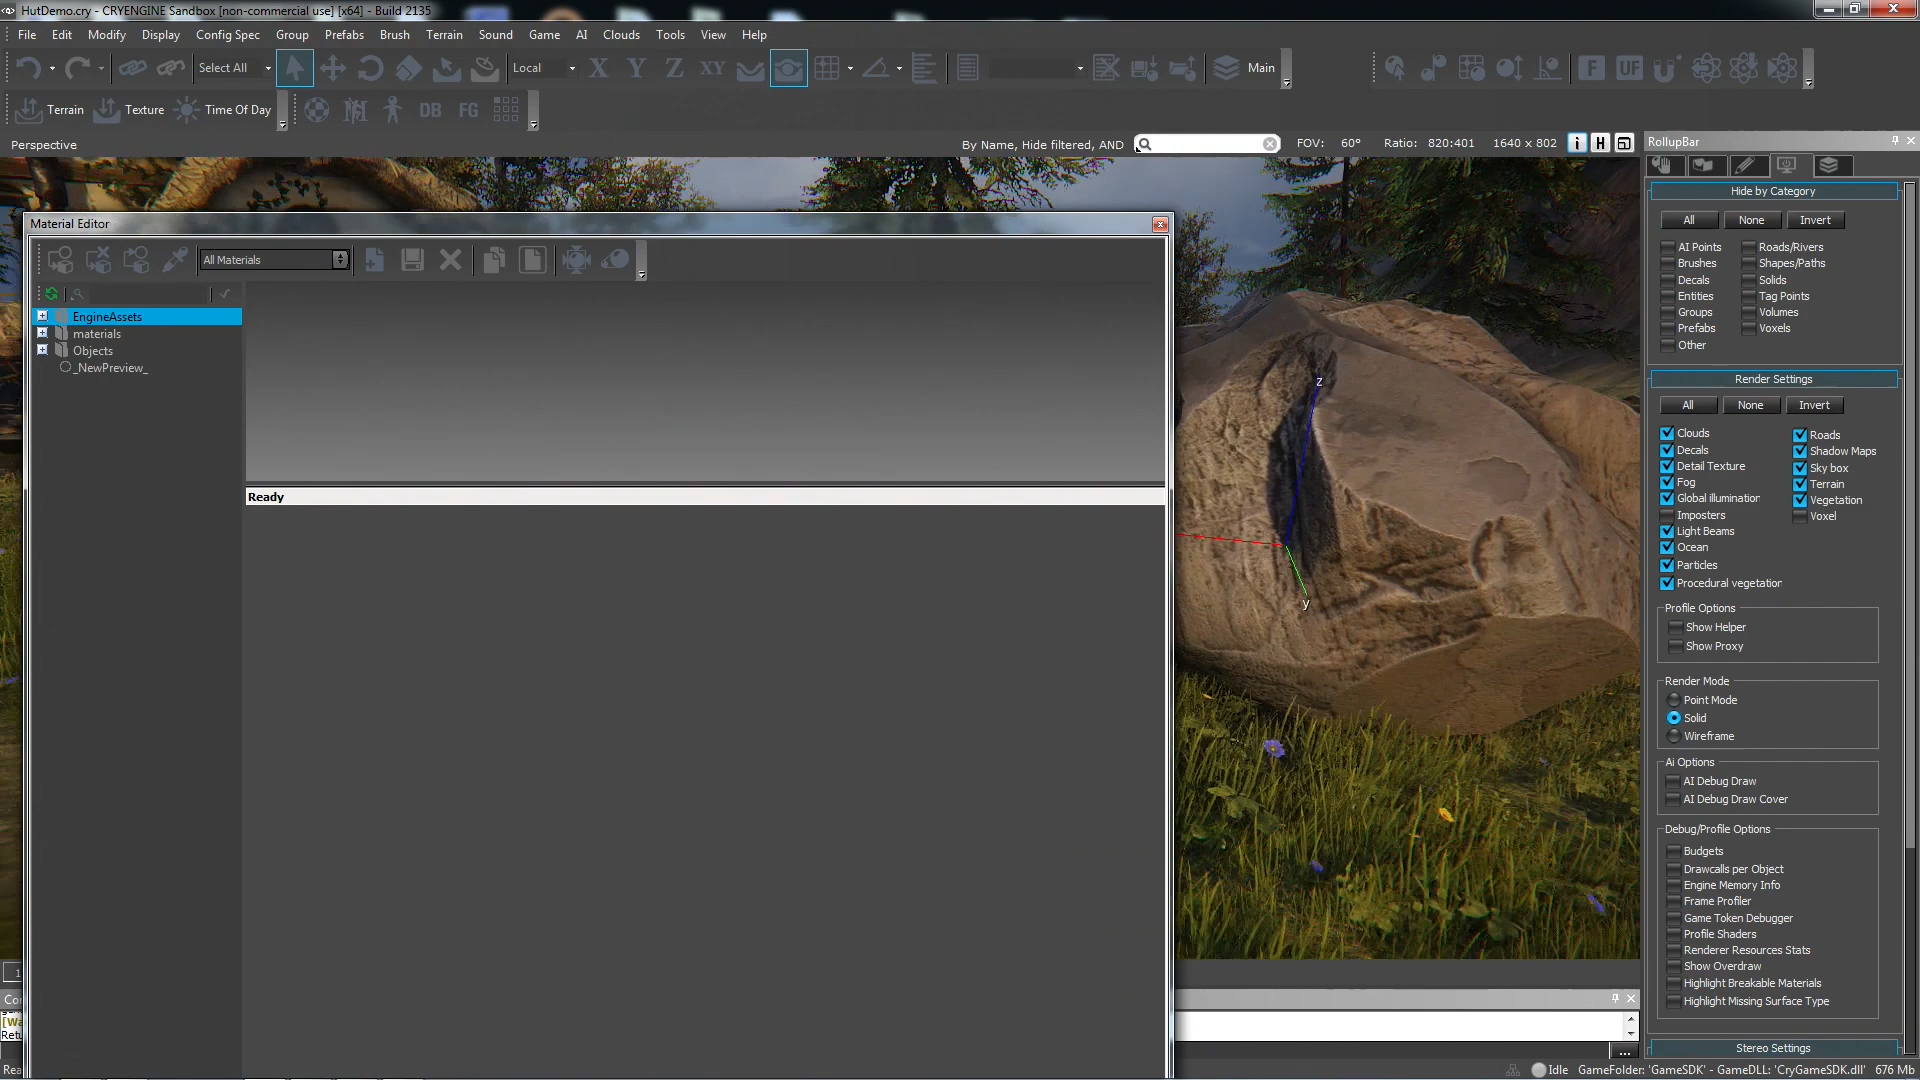 HutDemo.cry - CRYENGINE Sandbox [non-commercial use] [x64] - Build 2135
File Edit Modify Display Config Spec Group Prefabs Brush Terrain Sound Game AI Clouds Tools View Help
Select All Local X Y Z XY Main F UF
Terrain Texture Time Of Day DB FG
Perspective By Name, Hide filtered, AND FOV: 60° Ratio: 820:401 1640 x 802 i H
RollupBar
Material Editor
All Materials
EngineAssets
materials
Objects
_NewPreview_
Ready
z
y
Hide by Category
All None Invert
AI Points Roads/Rivers
Brushes Shapes/Paths
Decals Solids
Entities Tag Points
Groups Volumes
Prefabs Voxels
Other
Render Settings
All None Invert
Clouds Roads
Decals Shadow Maps
Detail Texture Sky box
Fog Terrain
Global illumination Vegetation
Imposters Voxel
Light Beams
Ocean
Particles
Procedural vegetation
Profile Options
Show Helper
Show Proxy
Render Mode
Point Mode
Solid
Wireframe
Ai Options
AI Debug Draw
AI Debug Draw Cover
Debug/Profile Options
Budgets
Drawcalls per Object
Engine Memory Info
Frame Profiler
Game Token Debugger
Profile Shaders
Renderer Resources Stats
Show Overdraw
Highlight Breakable Materials
Highlight Missing Surface Type
Stereo Settings
1
Co
[Wa
Retu
...
Rea
Idle GameFolder: 'GameSDK' - GameDLL: 'CryGameSDK.dll' 676 Mb